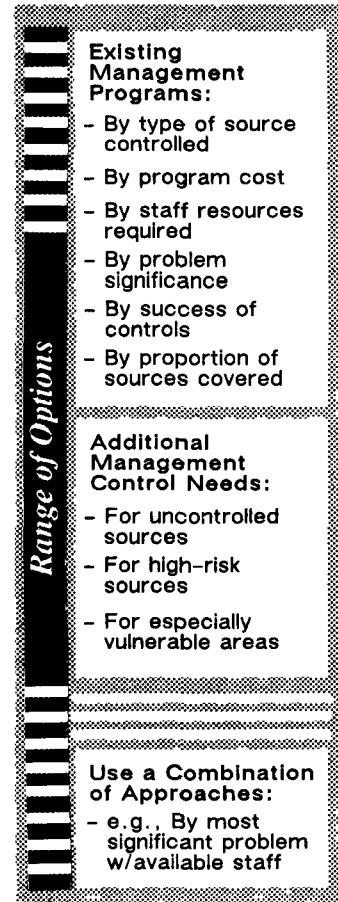 Range of Options
Existing
Management
Programs:
- By type of source
controlled
- By program cost
- By staff resources
required
- By problem
significance
- By success of
controls
- By proportion of
sources covered
Additional
Management
Control Needs:
- For uncontrolled
sources
- For high-risk
sources
- For especially
vulnerable areas
Use a Combination
of Approaches:
- e.g., By most
significant problem
w/available staff